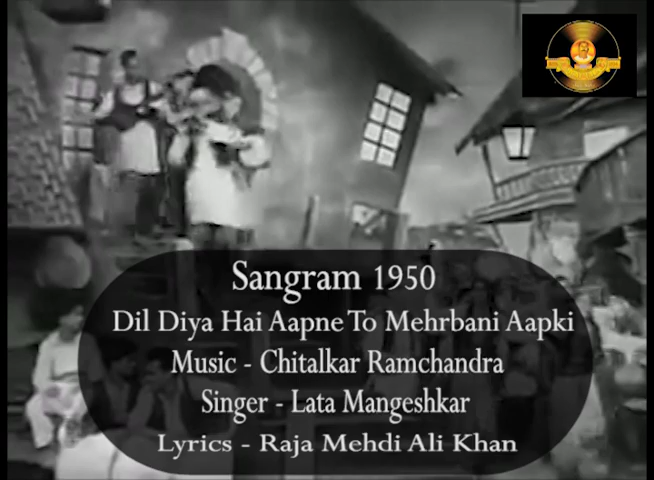 Sangram 1950
Dil Diya Hai Aapne To Mehrbani Aapki
Music - Chitalkar Ramchandra
Singer - Lata Mangeshkar
Lyrics - Raja Mehdi Ali Khan